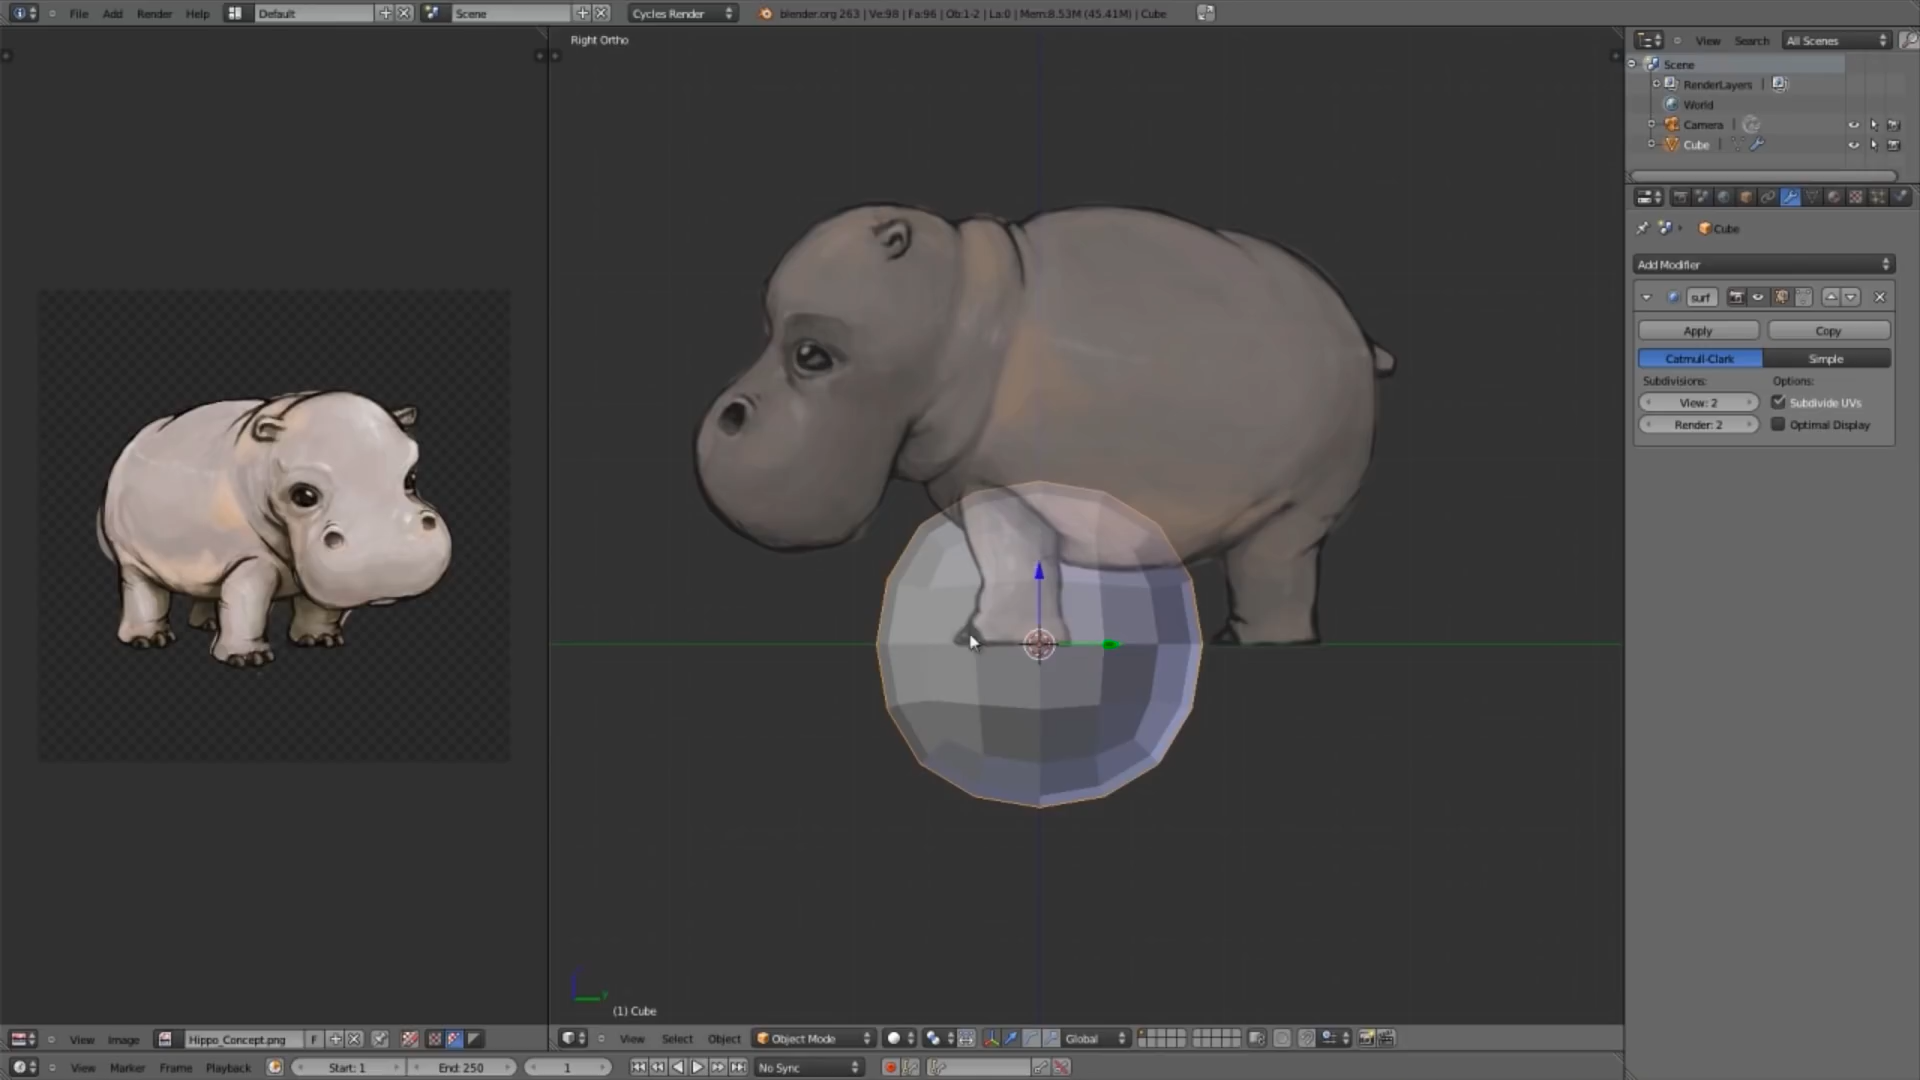 File Add Render Help Default Scene Cycles Render blender.org 263 | Ve:98 | Fa:96 | Ob:1-2 | La:0 | Mem:8.53M (45.41M) | Cube
Right Ortho
View Search All Scenes
Scene
RenderLayers
World
Camera
Cube
Cube
Add Modifier
surf
Apply Copy
Catmull-Clark Simple
Subdivisions: Options:
View: 2 Subdivide UVs
Render: 2 Optimal Display
Y
(1) Cube
View Image Hippo_Concept.png F View Select Object Object Mode Global
View Marker Frame Playback Start: 1 End: 250 1 No Sync